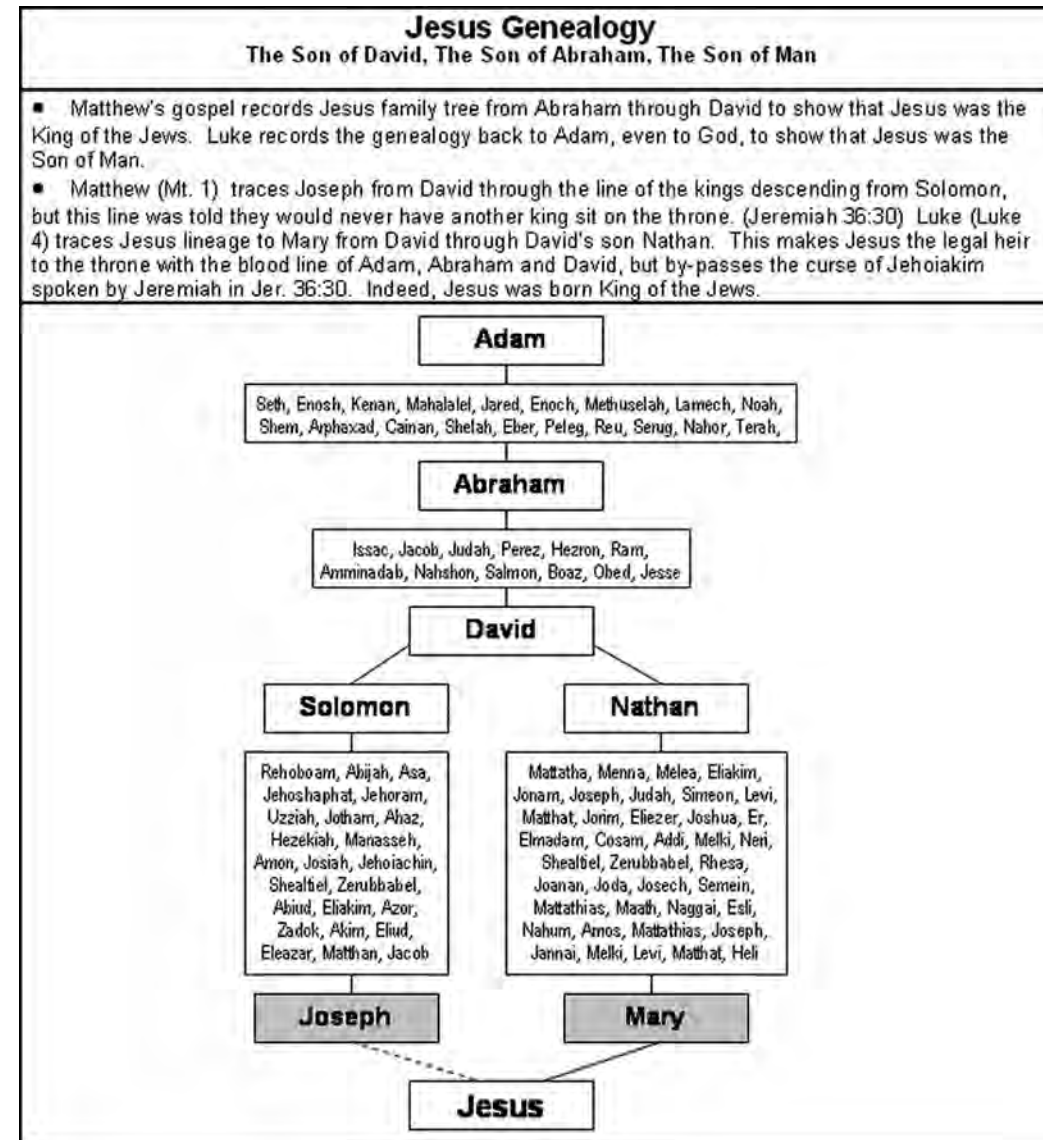 Jesus Genealogy
The Son of David, The Son of Abraham, The Son of Man
• Matthew's gospel records Jesus family tree from Abraham through David to show that Jesus was the
King of the Jews. Luke records the genealogy back to Adam, even to God, to show that Jesus was the
Son of Man.
• Matthew (Mt. 1) traces Joseph from David through the line of the kings descending from Solomon,
but this line was told they would never have another king sit on the throne. (Jeremiah 36:30) Luke (Luke
4) traces Jesus lineage to Mary from David through David's son Nathan. This makes Jesus the legal heir
to the throne with the blood line of Adam, Abraham and David, but by-passes the curse of Jehoiakim
spoken by Jeremiah in Jer. 36:30. Indeed, Jesus was born King of the Jews.
Adam
Seth, Enosh, Kenan, Mahalalel, Jared, Enoch, Methuselah, Lamech, Noah,
Shem, Arphaxad, Cainan, Shelah, Eber, Peleg, Reu, Serug, Nahor, Terah,
Abraham
Issac, Jacob, Judah, Perez, Hezron, Ram,
Amminadab, Nahshon, Salmon, Boaz, Obed, Jesse
David
Solomon
Rehoboam, Abijah, Asa,
Jehoshaphat, Jehoram,
Uzziah, Jotham, Ahaz,
Hezekiah, Manasseh,
Amon, Josiah, Jehoiachin,
Shealtiel, Zerubbabel,
Abiud, Eliakim, Azor,
Zadok, Akim, Eliud,
Eleazar, Matthan, Jacob
Joseph
Nathan
Mattatha, Menna, Melea, Eliakim,
Jonam, Joseph, Judah, Simeon, Levi,
Matthat, Jorim, Eliezer, Joshua, Er,
Elmadam, Cosam, Addi, Melki, Neri,
Shealtiel, Zerubbabel, Rhesa,
Joanan, Joda, Josech, Semein,
Mattathias, Maath, Naggai, Esli,
Nahum, Amos, Mattathias, Joseph,
Jannai, Melki, Levi, Matthat, Heli
Mary
Jesus